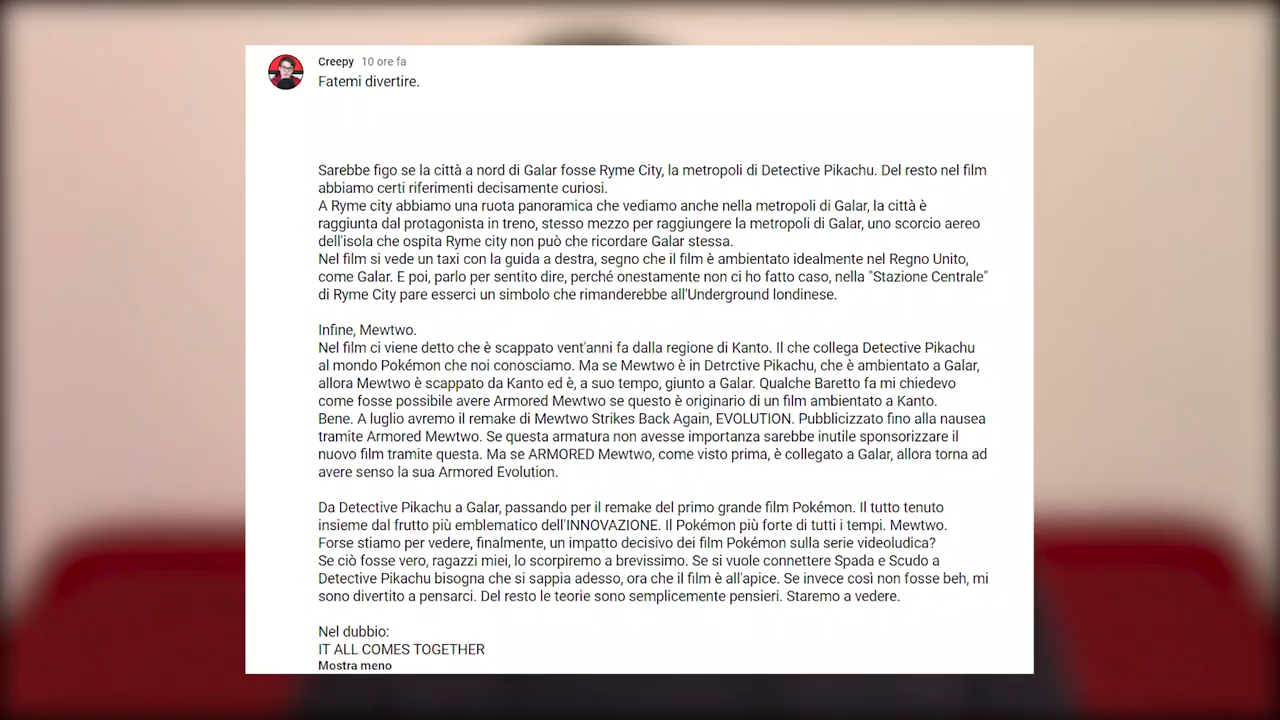 Creepy 10 ore fa
Fatemi divertire.
Sarebbe figo se la città a nord di Galar fosse Ryme City, la metropoli di Detective Pikachu. Del resto nel film
abbiamo certi riferimenti decisamente curiosi.
A Ryme city abbiamo una ruota panoramica che vediamo anche nella metropoli di Galar, la città è
raggiunta dal protagonista in treno, stesso mezzo per raggiungere la metropoli di Galar, uno scorcio aereo
dell'isola che ospita Ryme city non può che ricordare Galar stessa.
Nel film si vede un taxi con la guida a destra, segno che il film è ambientato idealmente nel Regno Unito,
come Galar. E poi, parlo per sentito dire, perché onestamente non ci ho fatto caso, nella "Stazione Centrale"
di Ryme City pare esserci un simbolo che rimanderebbe all'Underground londinese.
Infine, Mewtwo.
Nel film ci viene detto che è scappato vent'anni fa dalla regione di Kanto. Il che collega Detective Pikachu
al mondo Pokémon che noi conosciamo. Ma se Mewtwo è in Detrctive Pikachu, che è ambientato a Galar,
allora Mewtwo è scappato da Kanto ed è, a suo tempo, giunto a Galar. Qualche Baretto fa mi chiedevo
come fosse possibile avere Armored Mewtwo se questo è originario di un film ambientato a Kanto.
Bene. A luglio avremo il remake di Mewtwo Strikes Back Again, EVOLUTION. Pubblicizzato fino alla nausea
tramite Armored Mewtwo. Se questa armatura non avesse importanza sarebbe inutile sponsorizzare il
nuovo film tramite questa. Ma se ARMORED Mewtwo, come visto prima, è collegato a Galar, allora torna ad
avere senso la sua Armored Evolution.
Da Detective Pikachu a Galar, passando per il remake del primo grande film Pokémon. Il tutto tenuto
insieme dal frutto più emblematico dell'INNOVAZIONE. Il Pokémon più forte di tutti i tempi. Mewtwo.
Forse stiamo per vedere, finalmente, un impatto decisivo dei film Pokémon sulla serie videoludica?
Se ciò fosse vero, ragazzi miei, lo scorpiremo a brevissimo. Se si vuole connettere Spada e Scudo a
Detective Pikachu bisogna che si sappia adesso, ora che il film è all'apice. Se invece così non fosse beh, mi
sono divertito a pensarci. Del resto le teorie sono semplicemente pensieri. Staremo a vedere.
Nel dubbio:
IT ALL COMES TOGETHER
Mostra meno